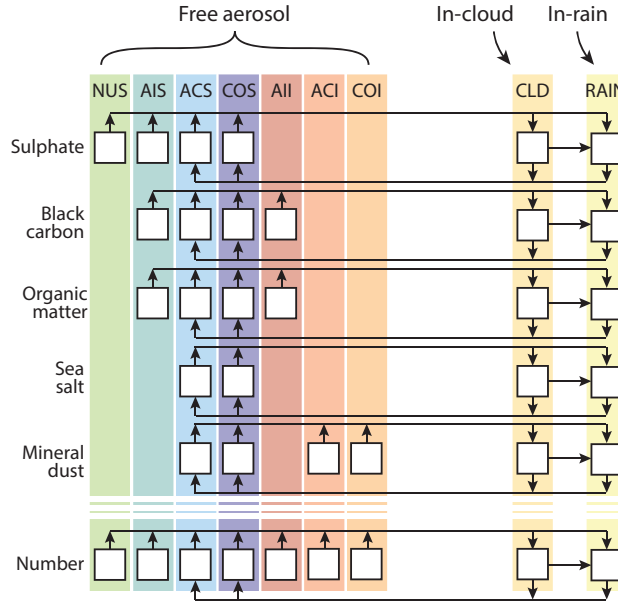 Free aerosol
In-cloud
In-rain
NUS AIS ACS COS AII ACI COI CLD RAIN
Sulphate
Black
carbon
Organic
matter
Sea
salt
Mineral
dust
Number